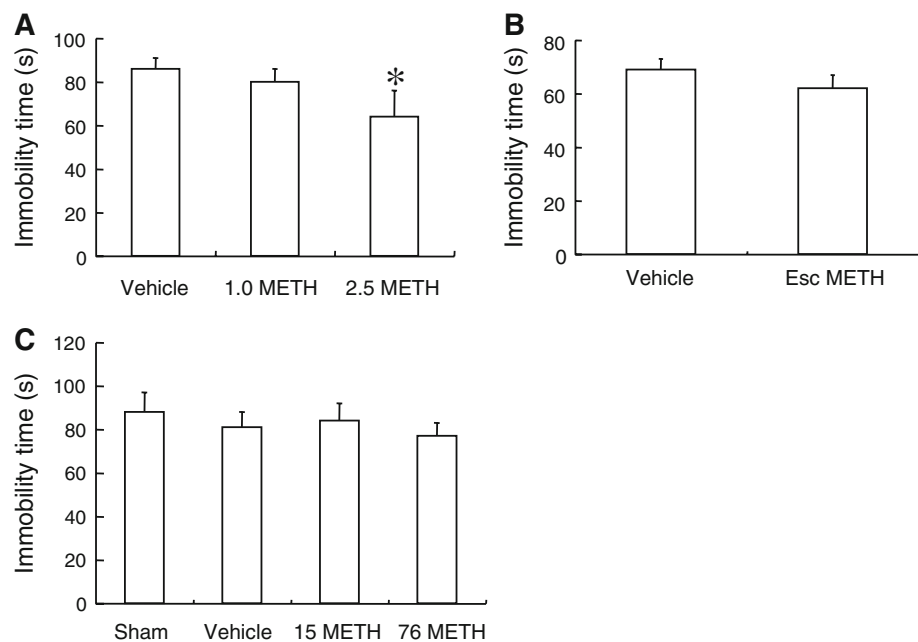 A
Immobility time (s)
100
80
60
40
20
0
*
Vehicle 1.0 METH 2.5 METH
B
Immobility time (s)
80
60
40
20
0
Vehicle Esc METH
C
Immobility time (s)
120
100
80
60
40
20
0
Sham Vehicle 15 METH 76 METH